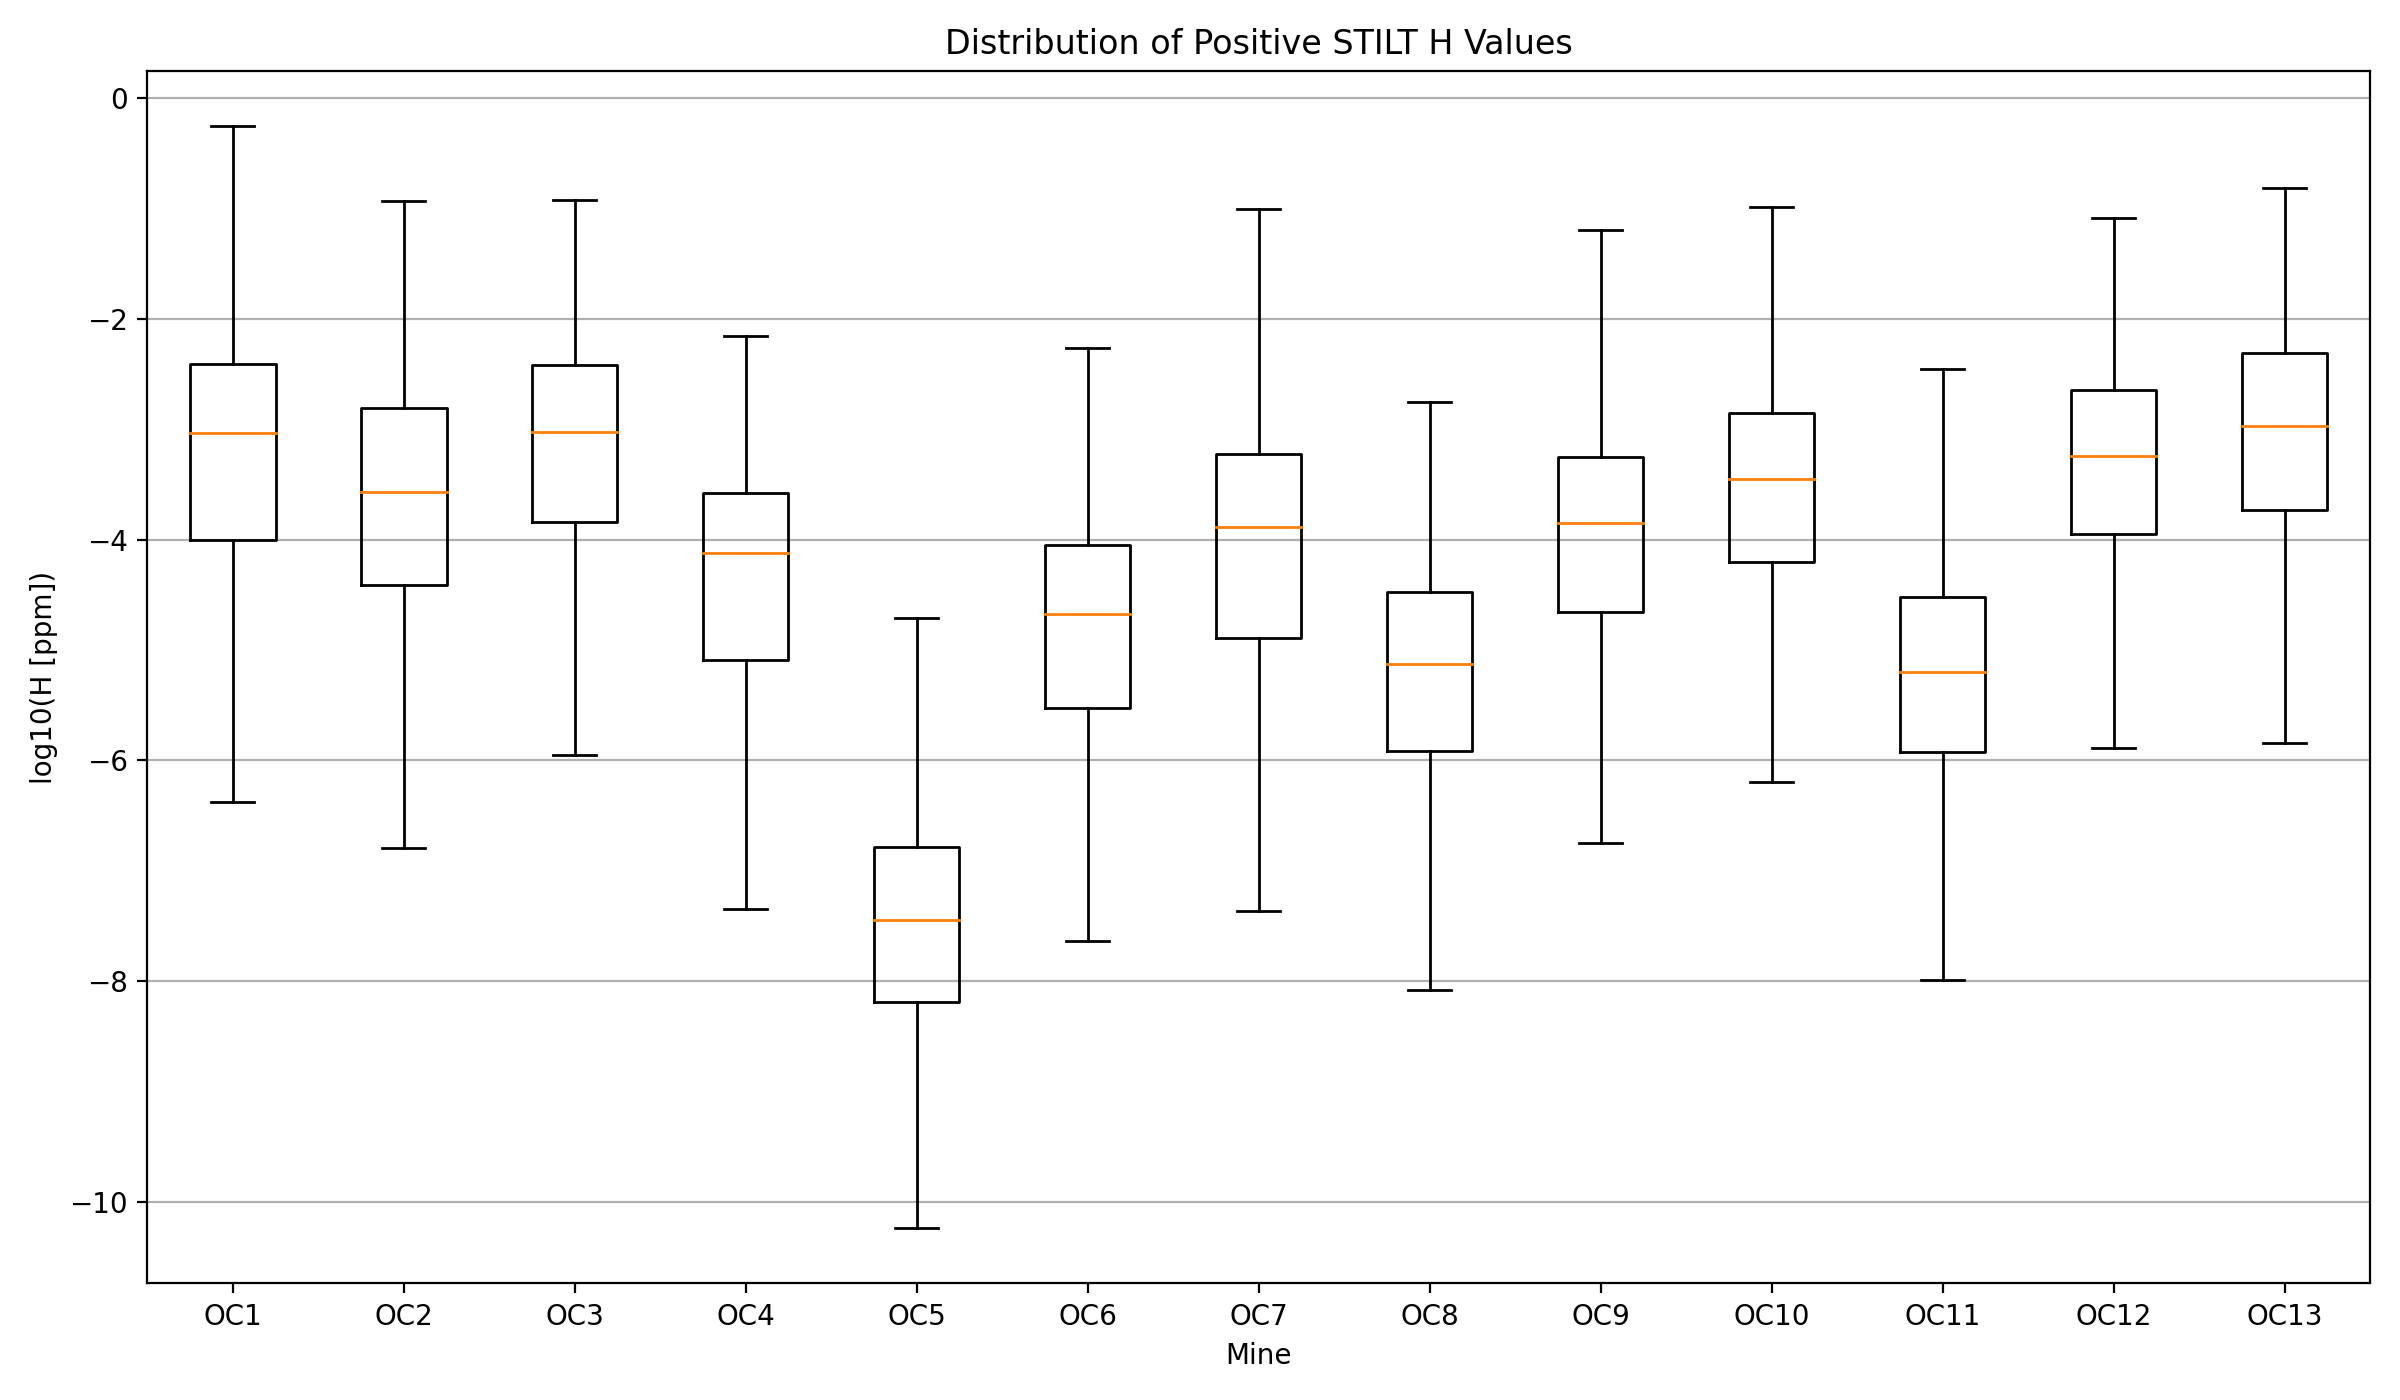 Distribution of Positive STILT H Values
0
−2
−4
−6
−8
−10
log10(H [ppm])
OC1 OC2 OC3 OC4 OC5 OC6 OC7 OC8 OC9 OC10 OC11 OC12 OC13
Mine